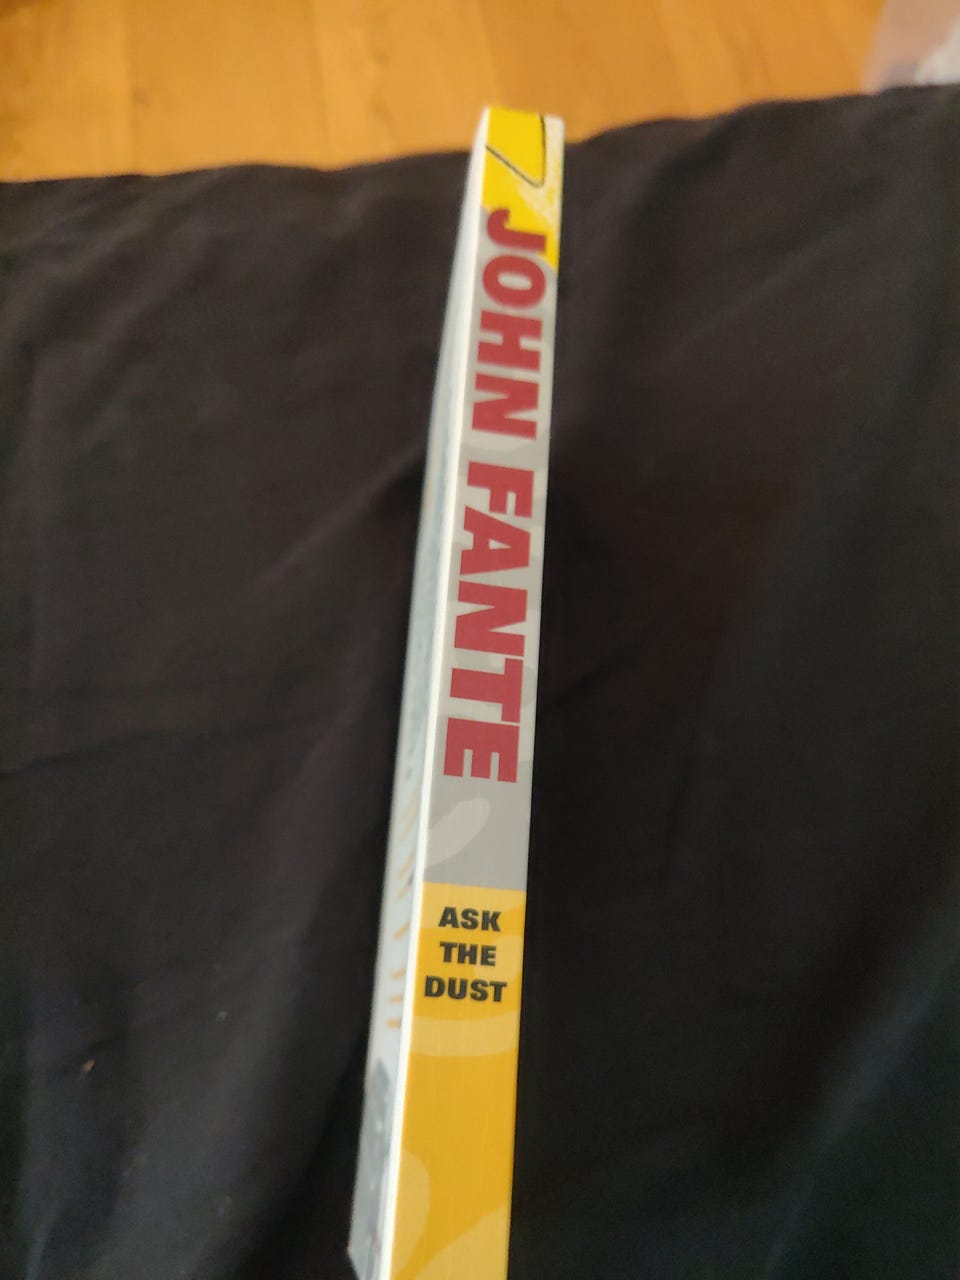 JOHN FANTE
ASK
THE
DUST